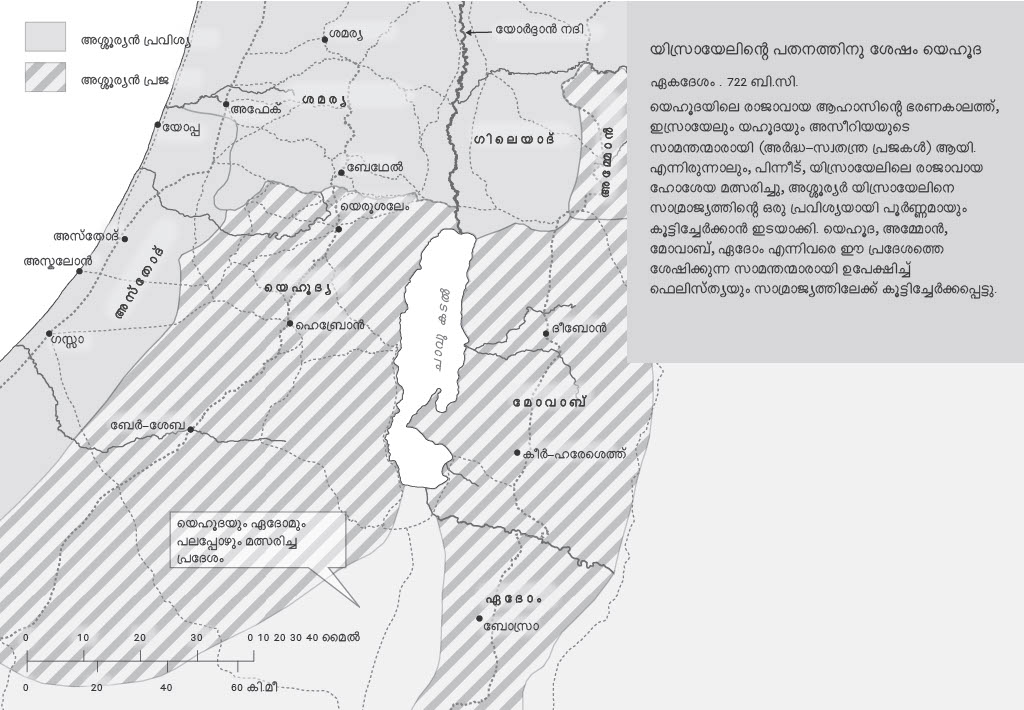 യിസ്രായേലിന്റെ പതനത്തിനു ശേഷം യെഹൂദ
ഏകദേശം . 722 ബി.സി.
യെഹൂദയിലെ രാജാവായ ആഹാസിന്റെ ഭരണകാലത്ത്,
ഇസ്രായേലും യഹൂദയും അസീറിയയുടെ
സാമന്തന്മാരായി (അർദ്ധ-സ്വതന്ത്ര പ്രജകൾ) ആയി.
എന്നിരുന്നാലും, പിന്നീട്, യിസ്രായേലിലെ രാജാവായ
ഹോശേയ മത്സരിച്ചു, അശ്ശൂര്യർ യിസ്രായേലിനെ
സാമ്രാജ്യത്തിന്റെ ഒരു പ്രവിശ്യയായി പൂർണ്ണമായും
കൂട്ടിച്ചേർക്കാൻ ഇടയാക്കി. യെഹൂദ, അമ്മോൻ,
മോവാബ്, ഏദോം എന്നിവരെ ഈ പ്രദേശത്തെ
ശേഷിക്കുന്ന സാമന്തന്മാരായി ഉപേക്ഷിച്ച്
ഫെലിസ്ത്യയും സാമ്രാജ്യത്തിലേക്ക് കൂട്ടിച്ചേർക്കപ്പെട്ടു.
അശ്ശൂര്യൻ പ്രവിശ്യ
അശ്ശൂര്യൻ പ്രജ
ശമര്യ
യോർദ്ദാൻ നദി
ശമര്യ
അഫേക്
യോപ്പ
ഗിലെയാദ്
അമ്മോൻ
ബേഥേൽ
യെരുശലേം
അസ്തോദ്
അസ്കലോൻ
അസ്തോദ്
യെഹൂദ്യ
ഹെബ്രോൻ
ഗസ്സാ
ചാവു കടൽ
ദീബോൻ
മോവാബ്
ബേർ-ശേബ
കീർ-ഹരേശെത്ത്
യെഹൂദയും ഏദോമും
പലപ്പോഴും മത്സരിച്ച
പ്രദേശം
ഏദോം
ബോസ്രാ
0 10 20 30 0 10 20 30 40 മൈൽ
0 20 40 60 കി.മീ